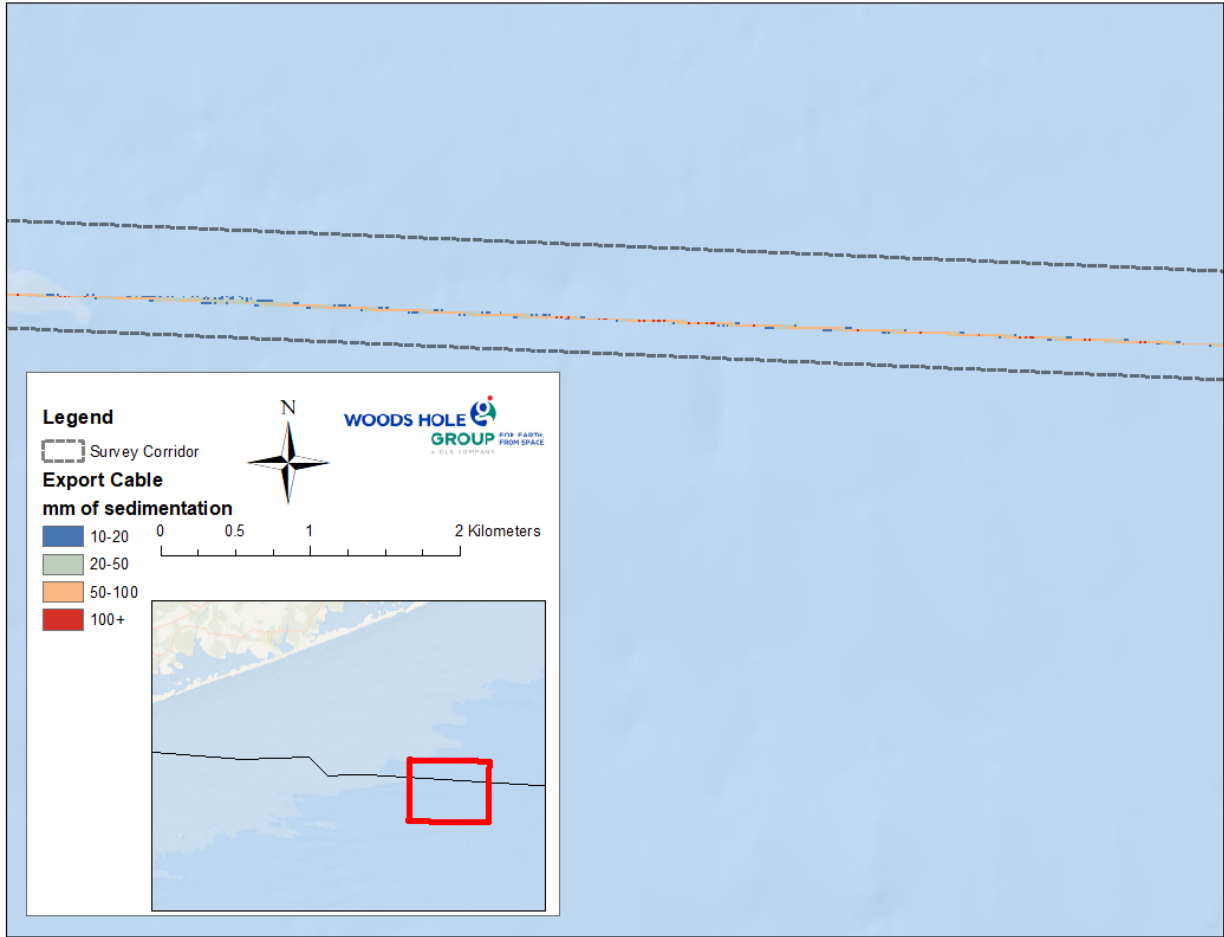 Legend
Survey Corridor
Export Cable
mm of sedimentation
10-20
20-50
50-100
100+
N
WOODS HOLE
GROUP
FOR EARTH,
FROM SPACE
A CLS COMPANY
0 0.5 1 2 Kilometers